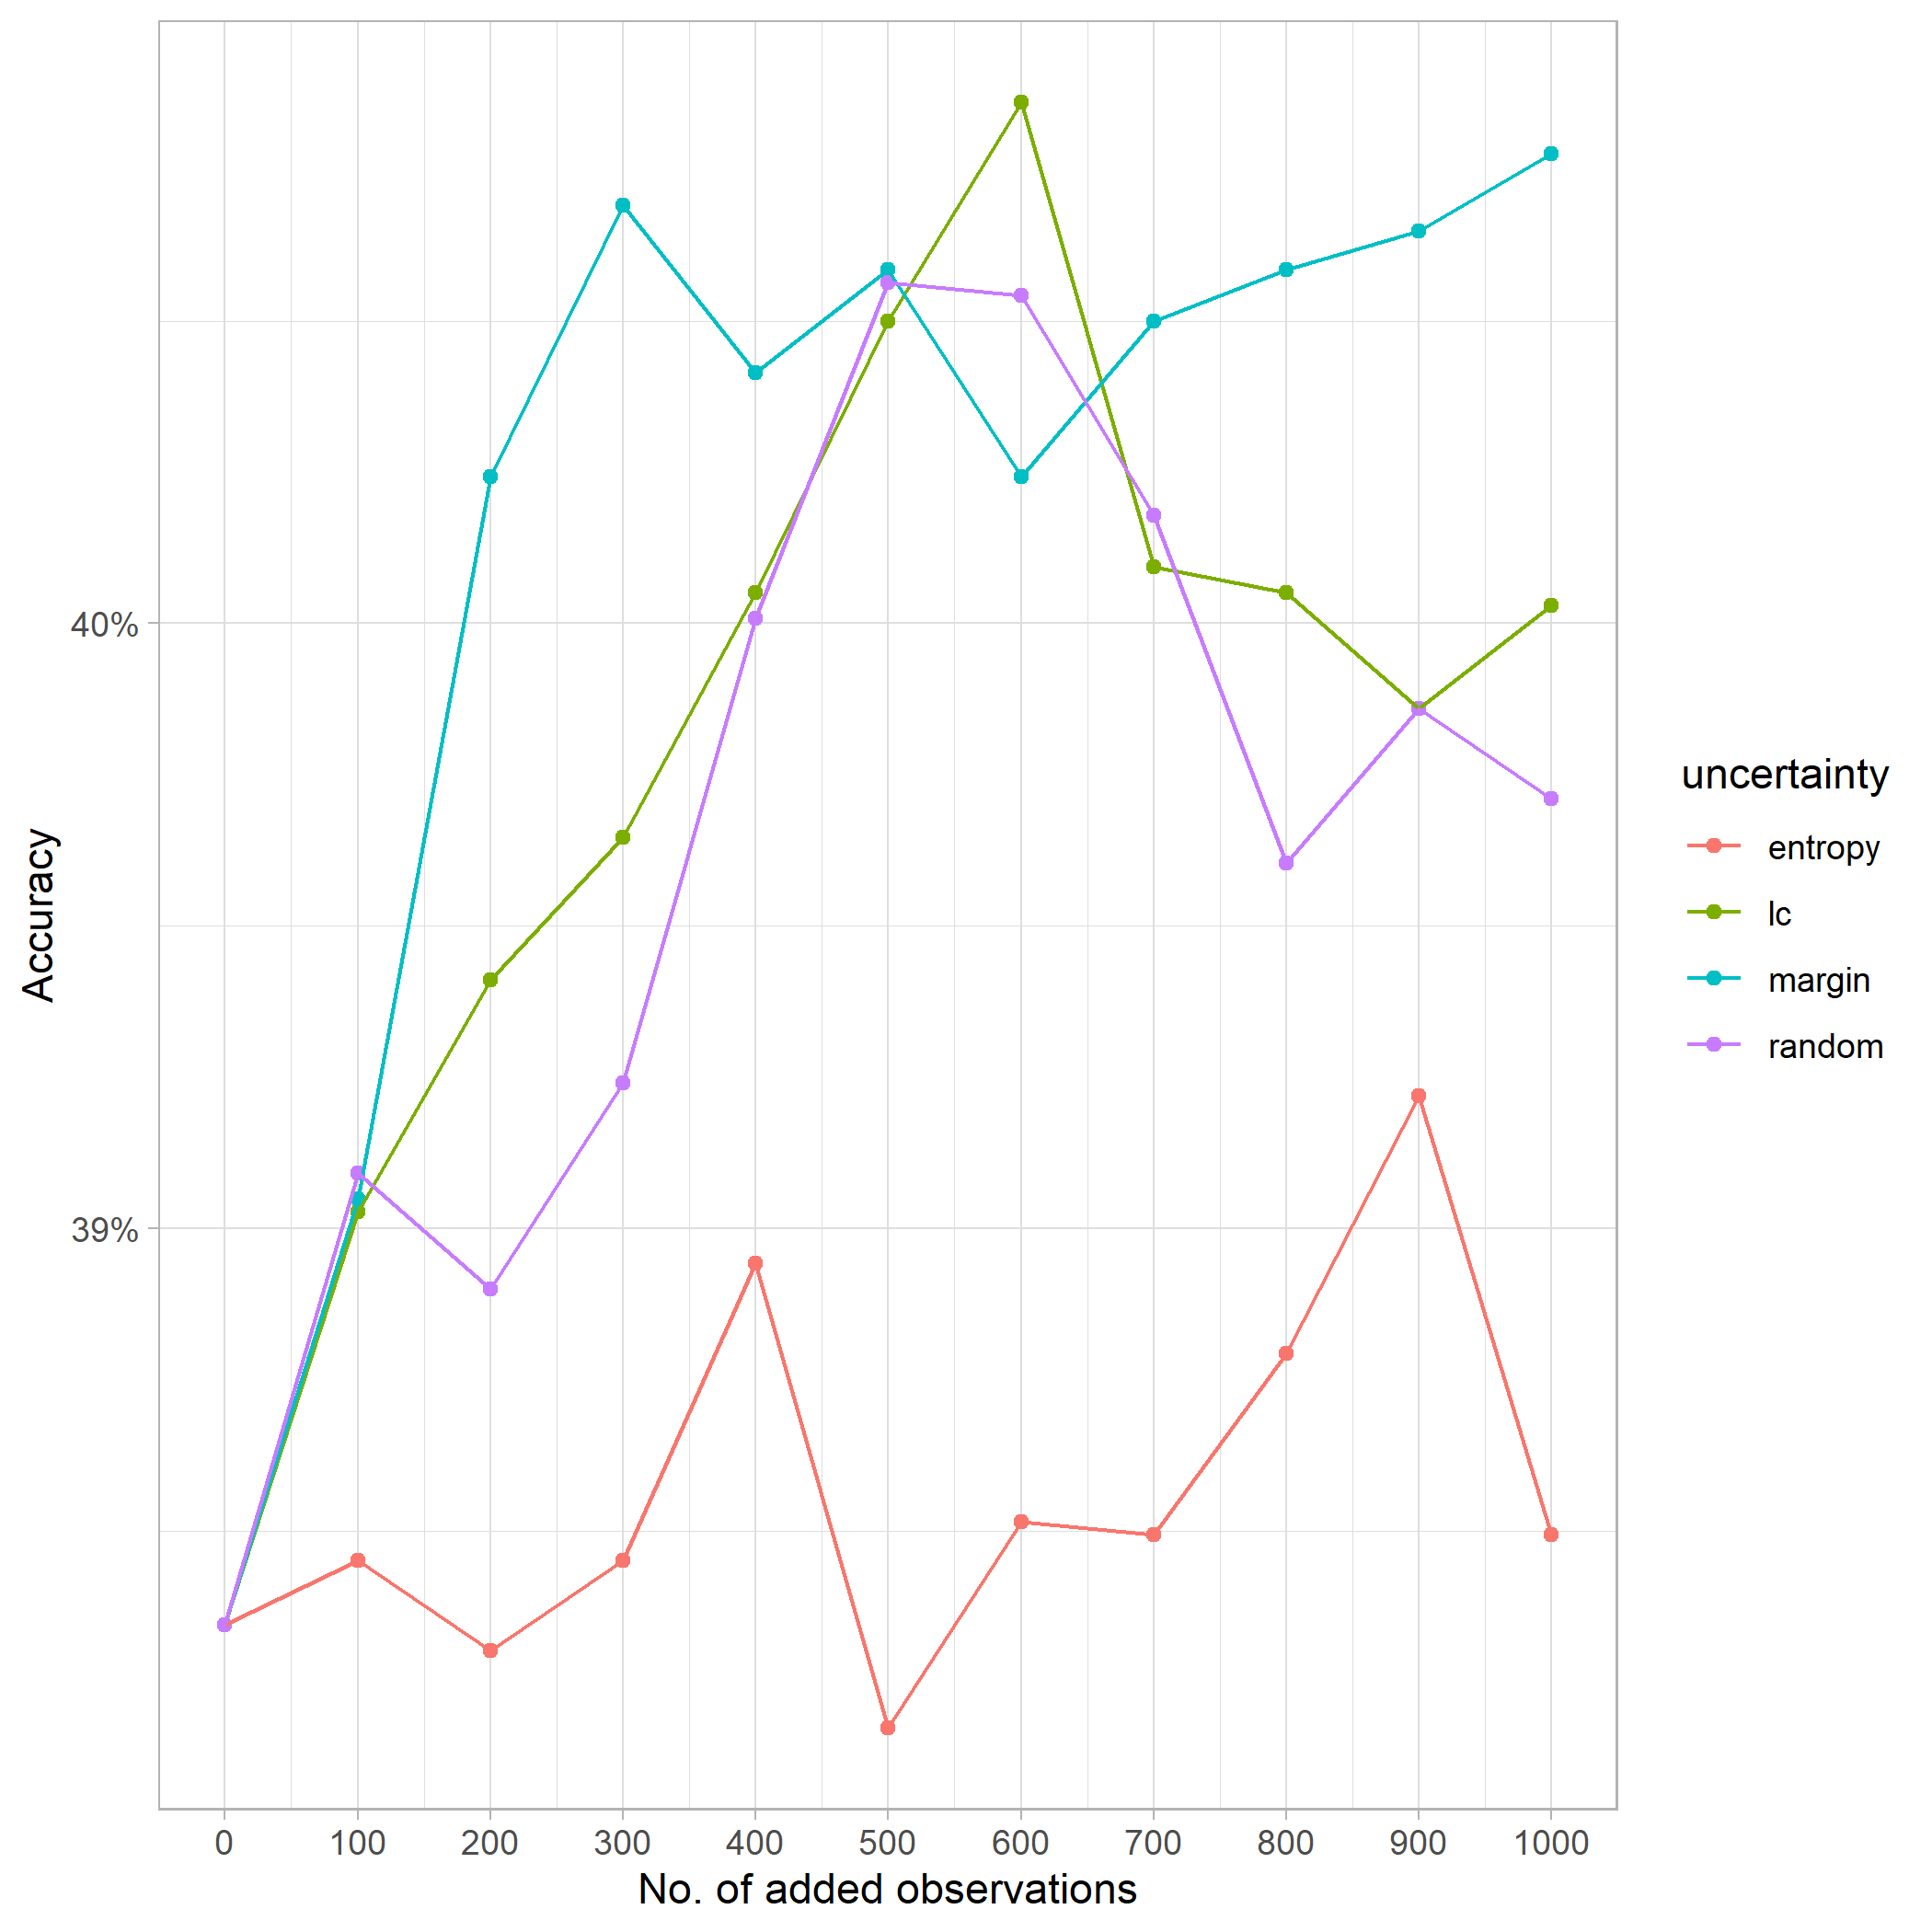 Accuracy
40%
39%
0 100 200 300 400 500 600 700 800 900 1000
No. of added observations
uncertainty
entropy
lc
margin
random